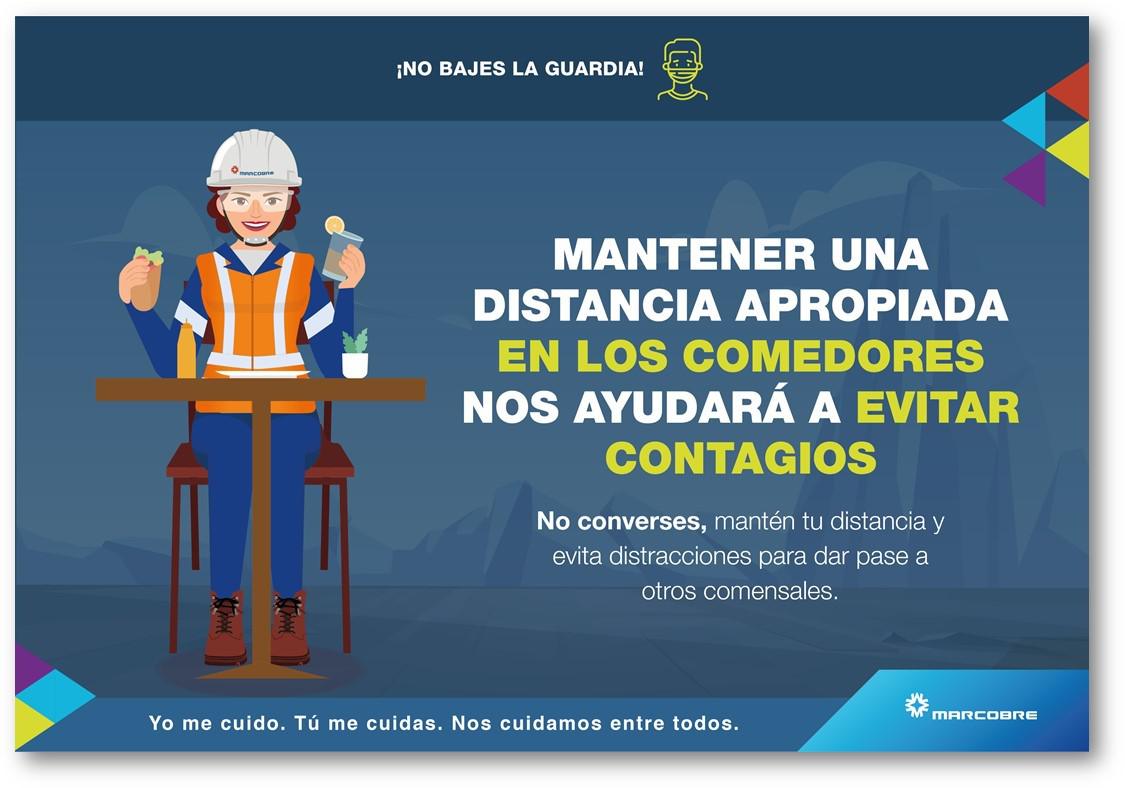 ¡NO BAJES LA GUARDIA!
MARCOBRE
MANTENER UNA
DISTANCIA APROPIADA
EN LOS COMEDORES
NOS AYUDARÁ A EVITAR
CONTAGIOS
No converses, mantén tu distancia y
evita distracciones para dar pase a
otros comensales.
Yo me cuido. Tú me cuidas. Nos cuidamos entre todos.
MARCOBRE